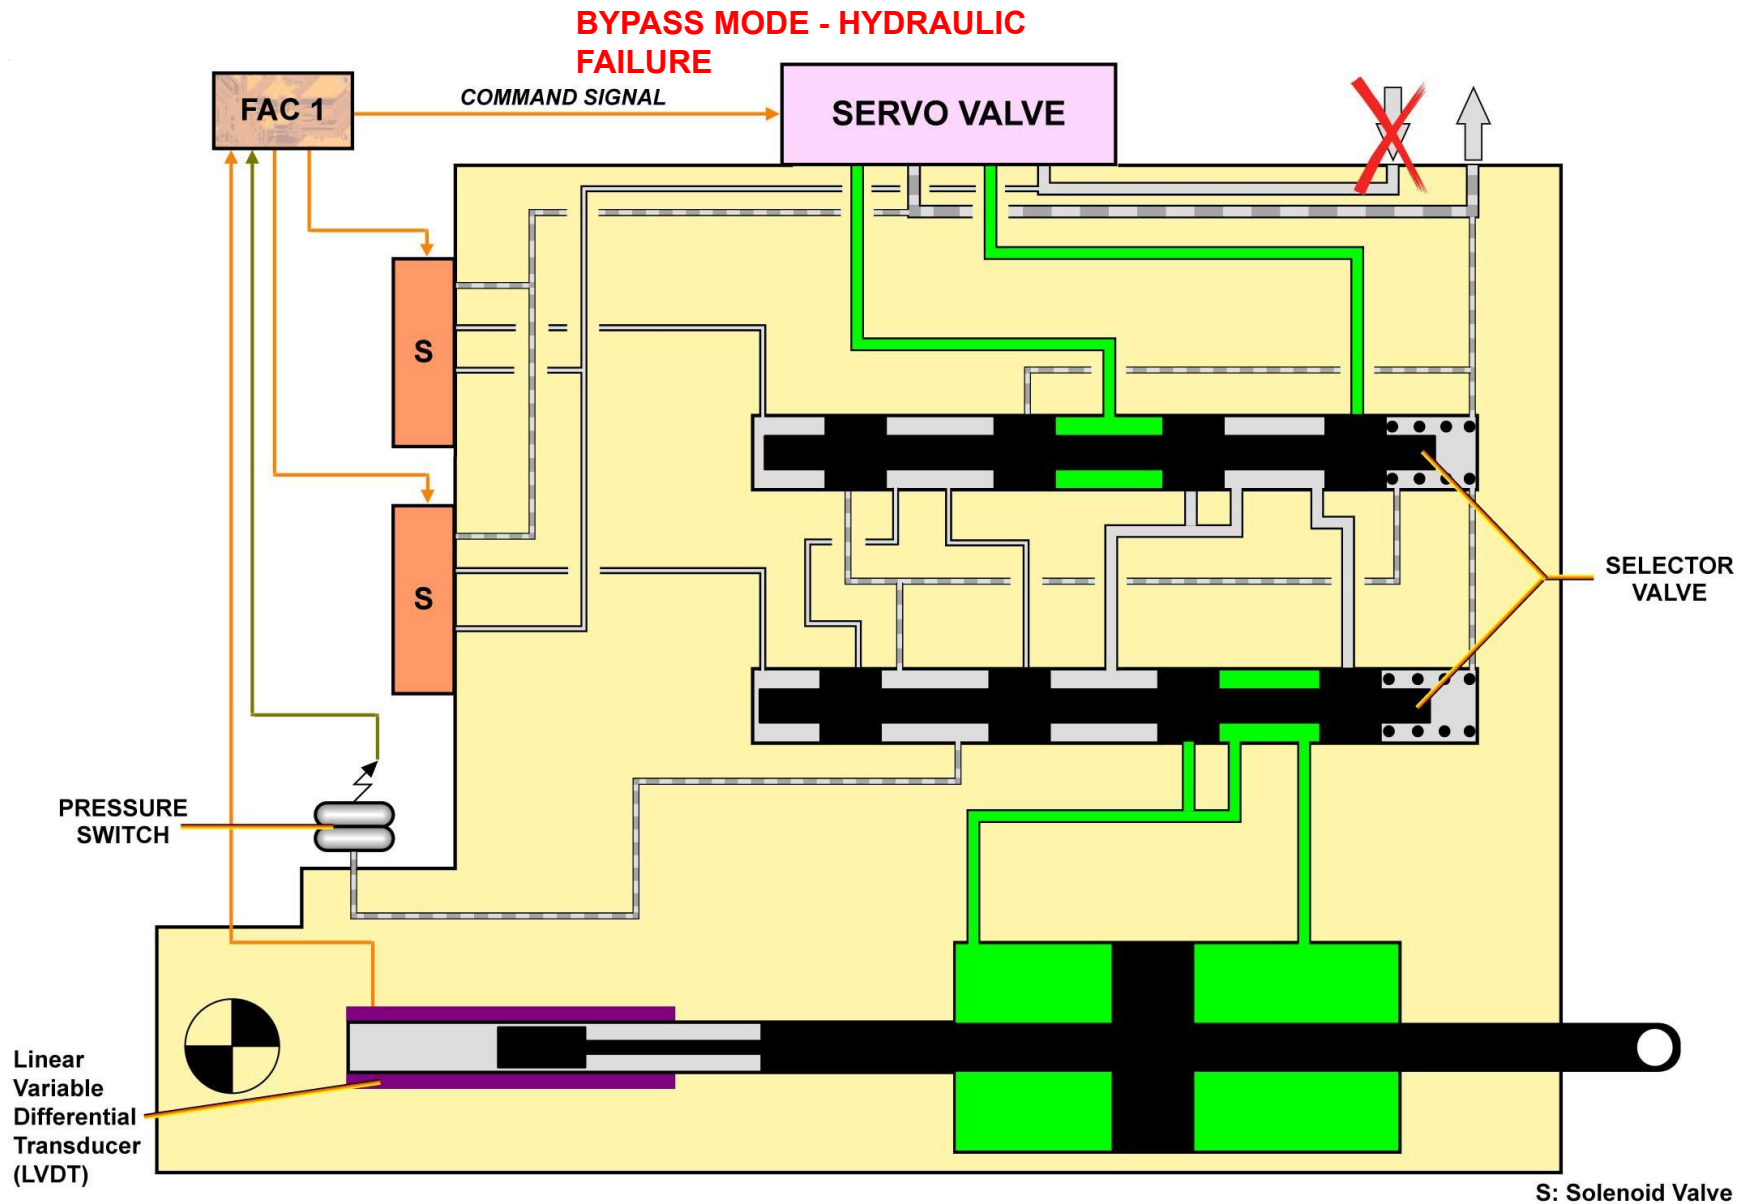 BYPASS MODE - HYDRAULIC
FAILURE
FAC 1
COMMAND SIGNAL
SERVO VALVE
S
S
SELECTOR
VALVE
PRESSURE
SWITCH
Linear
Variable
Differential
Transducer
(LVDT)
S: Solenoid Valve